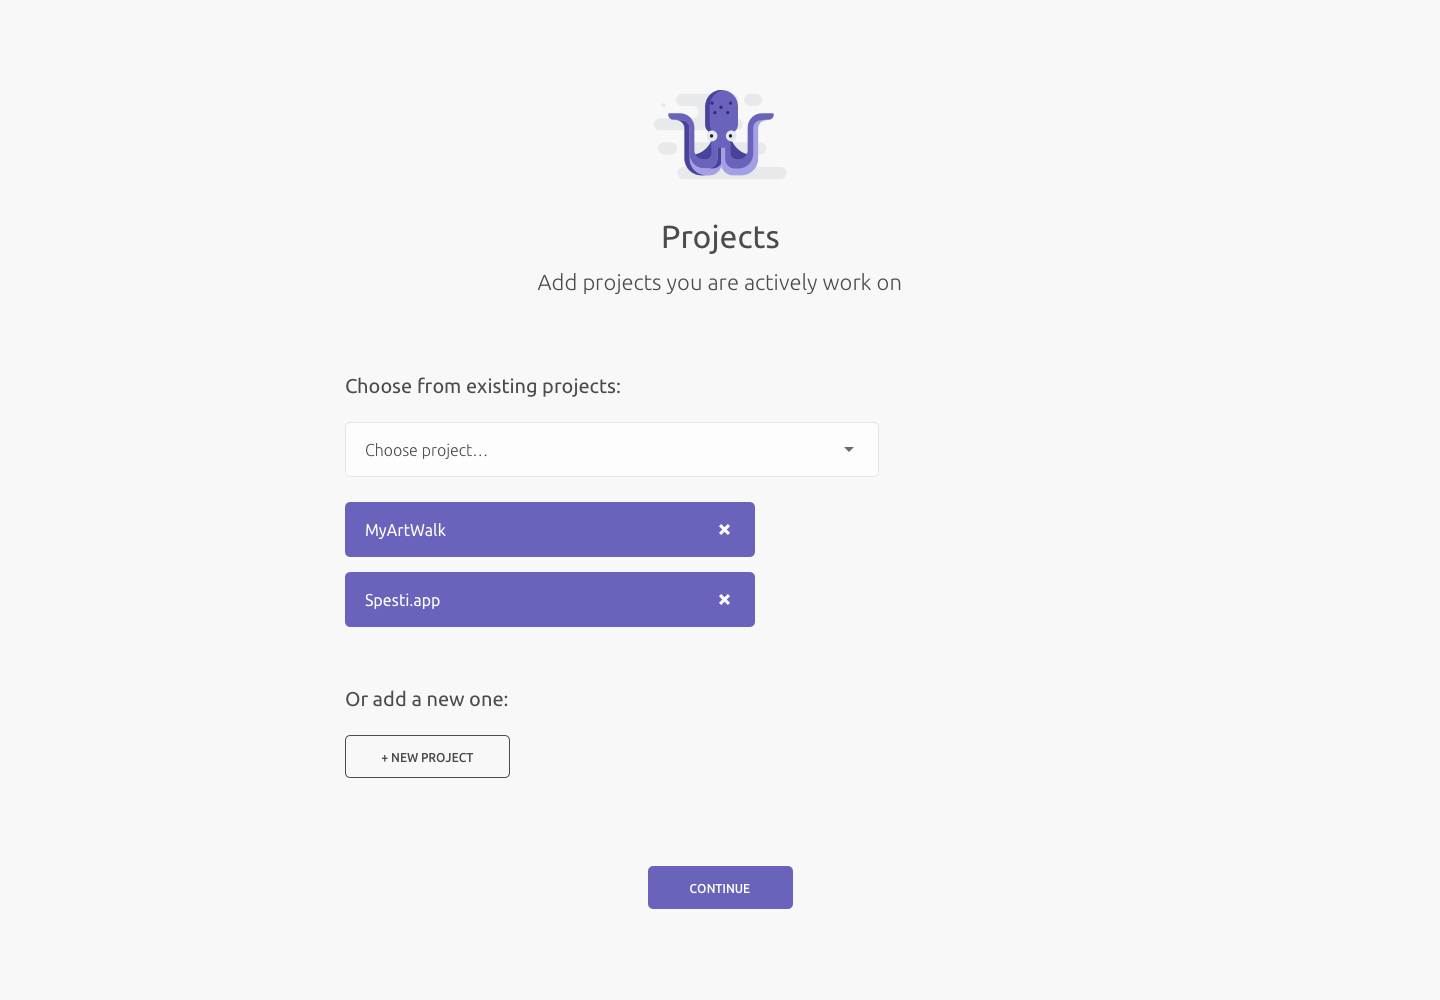 Projects
Add projects you are actively work on
Choose from existing projects:
Choose project...
MyArtWalk
Spesti.app
Or add a new one:
+ NEW PROJECT
CONTINUE